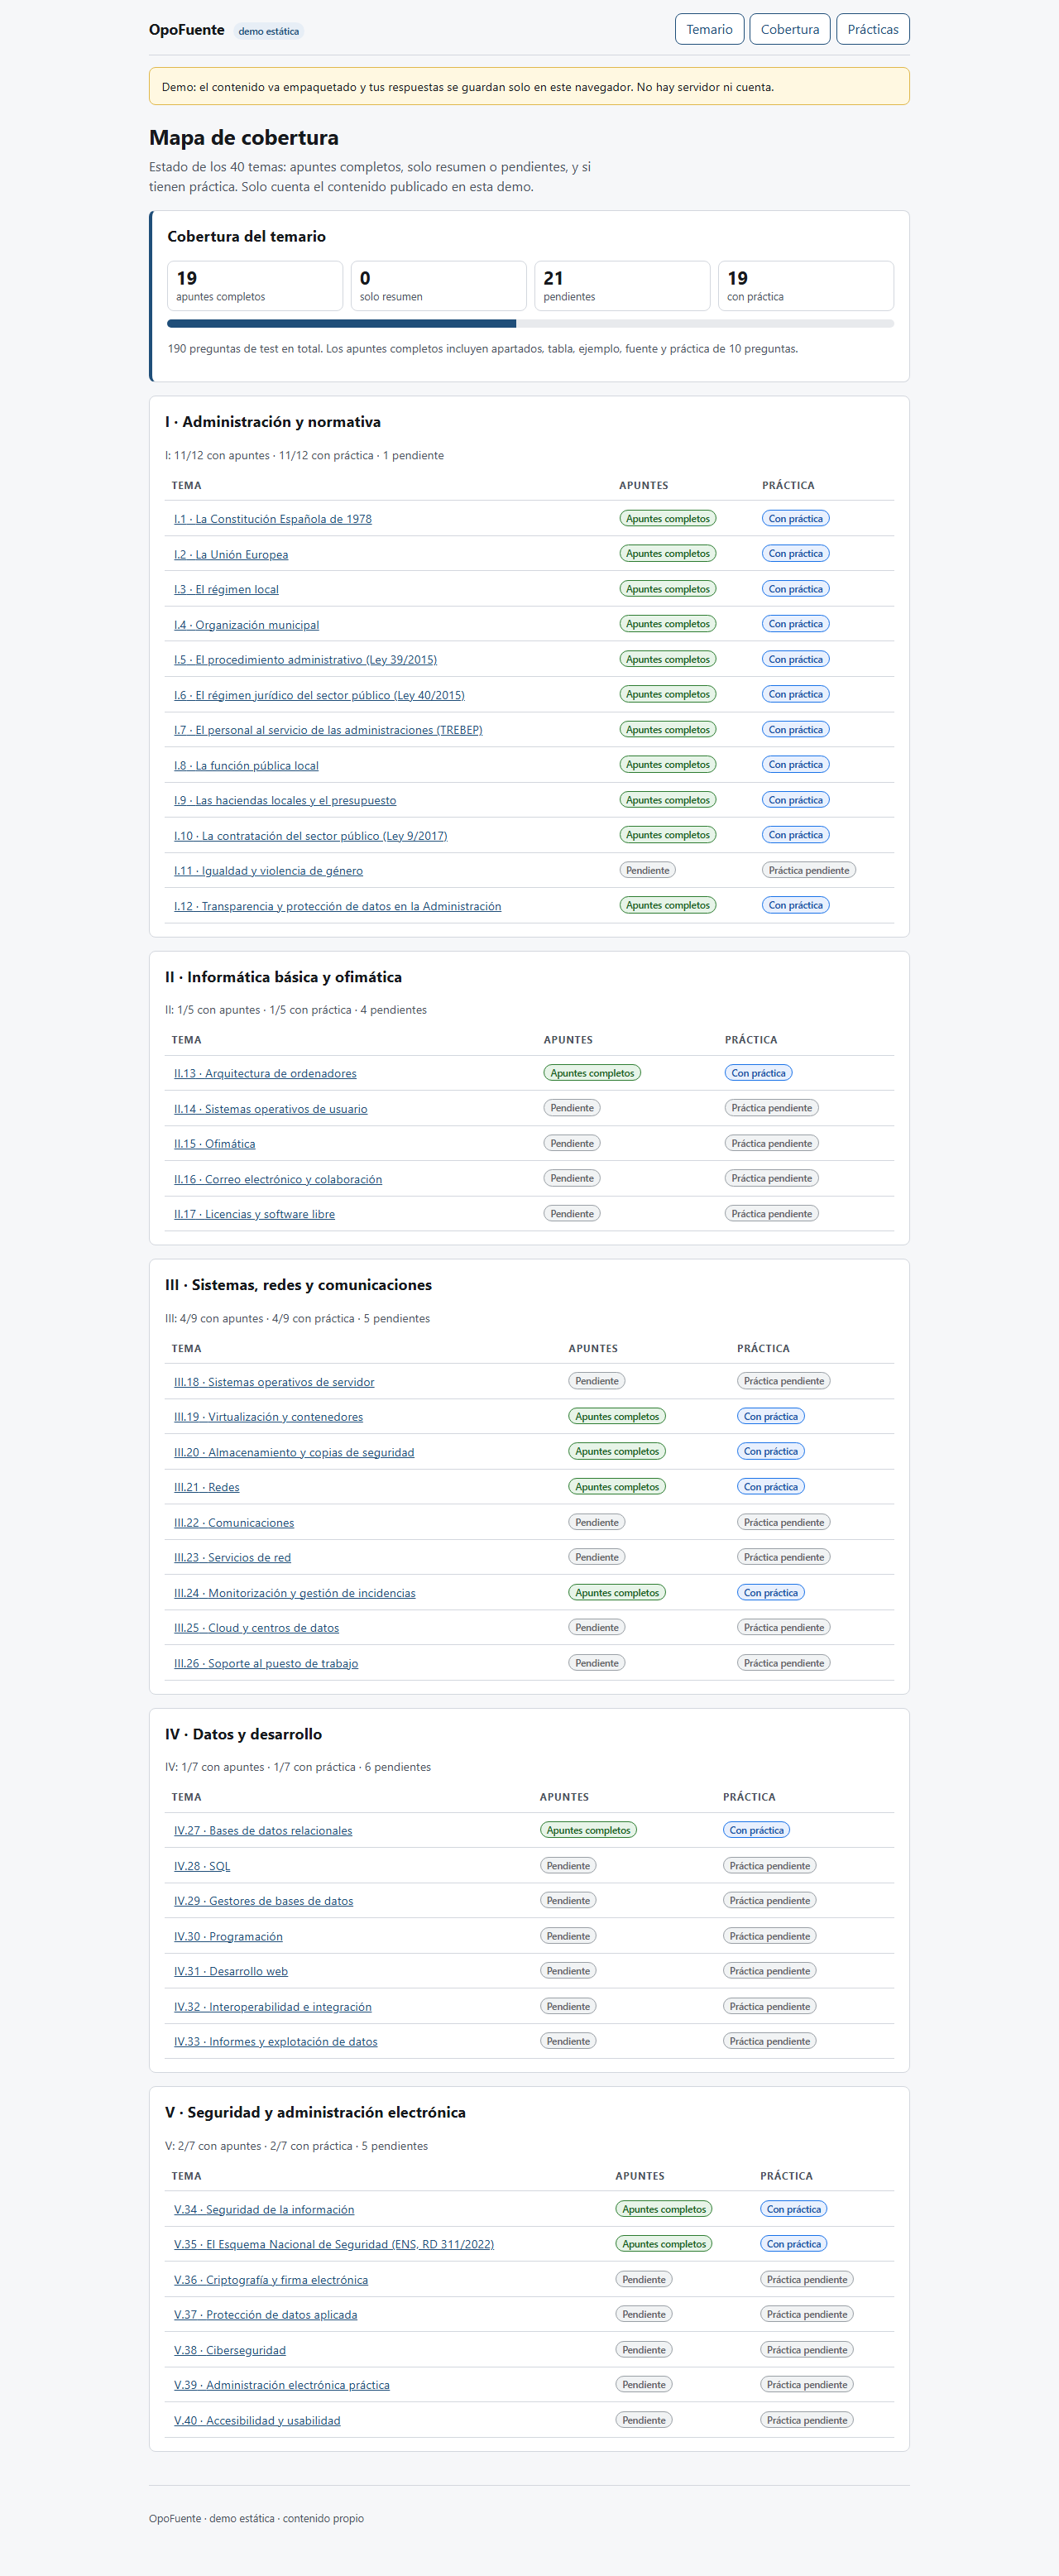 OpoFuente demo estática
Temario Cobertura Prácticas
Demo: el contenido va empaquetado y tus respuestas se guardan solo en este navegador. No hay servidor ni cuenta.
Mapa de cobertura
Estado de los 40 temas: apuntes completos, solo resumen o pendientes, y si
tienen práctica. Solo cuenta el contenido publicado en esta demo.
Cobertura del temario
19 0 21 19
apuntes completos solo resumen pendientes con práctica
190 preguntas de test en total. Los apuntes completos incluyen apartados, tabla, ejemplo, fuente y práctica de 10 preguntas.
I · Administración y normativa
I: 11/12 con apuntes · 11/12 con práctica · 1 pendiente
TEMA APUNTES PRÁCTICA
I.1 · La Constitución Española de 1978 Apuntes completos Con práctica
I.2 · La Unión Europea Apuntes completos Con práctica
I.3 · El régimen local Apuntes completos Con práctica
I.4 · Organización municipal Apuntes completos Con práctica
I.5 · El procedimiento administrativo (Ley 39/2015) Apuntes completos Con práctica
I.6 · El régimen jurídico del sector público (Ley 40/2015) Apuntes completos Con práctica
I.7 · El personal al servicio de las administraciones (TREBEP) Apuntes completos Con práctica
I.8 · La función pública local Apuntes completos Con práctica
I.9 · Las haciendas locales y el presupuesto Apuntes completos Con práctica
I.10 · La contratación del sector público (Ley 9/2017) Apuntes completos Con práctica
I.11 · Igualdad y violencia de género Pendiente Práctica pendiente
I.12 · Transparencia y protección de datos en la Administración Apuntes completos Con práctica
II · Informática básica y ofimática
II: 1/5 con apuntes · 1/5 con práctica · 4 pendientes
TEMA APUNTES PRÁCTICA
II.13 · Arquitectura de ordenadores Apuntes completos Con práctica
II.14 · Sistemas operativos de usuario Pendiente Práctica pendiente
II.15 · Ofimática Pendiente Práctica pendiente
II.16 · Correo electrónico y colaboración Pendiente Práctica pendiente
II.17 · Licencias y software libre Pendiente Práctica pendiente
III · Sistemas, redes y comunicaciones
III: 4/9 con apuntes · 4/9 con práctica · 5 pendientes
TEMA APUNTES PRÁCTICA
III.18 · Sistemas operativos de servidor Pendiente Práctica pendiente
III.19 · Virtualización y contenedores Apuntes completos Con práctica
III.20 · Almacenamiento y copias de seguridad Apuntes completos Con práctica
III.21 · Redes Apuntes completos Con práctica
III.22 · Comunicaciones Pendiente Práctica pendiente
III.23 · Servicios de red Pendiente Práctica pendiente
III.24 · Monitorización y gestión de incidencias Apuntes completos Con práctica
III.25 · Cloud y centros de datos Pendiente Práctica pendiente
III.26 · Soporte al puesto de trabajo Pendiente Práctica pendiente
IV · Datos y desarrollo
IV: 1/7 con apuntes · 1/7 con práctica · 6 pendientes
TEMA APUNTES PRÁCTICA
IV.27 · Bases de datos relacionales Apuntes completos Con práctica
IV.28 · SQL Pendiente Práctica pendiente
IV.29 · Gestores de bases de datos Pendiente Práctica pendiente
IV.30 · Programación Pendiente Práctica pendiente
IV.31 · Desarrollo web Pendiente Práctica pendiente
IV.32 · Interoperabilidad e integración Pendiente Práctica pendiente
IV.33 · Informes y explotación de datos Pendiente Práctica pendiente
V · Seguridad y administración electrónica
V: 2/7 con apuntes · 2/7 con práctica · 5 pendientes
TEMA APUNTES PRÁCTICA
V.34 · Seguridad de la información Apuntes completos Con práctica
V.35 · El Esquema Nacional de Seguridad (ENS, RD 311/2022) Apuntes completos Con práctica
V.36 · Criptografía y firma electrónica Pendiente Práctica pendiente
V.37 · Protección de datos aplicada Pendiente Práctica pendiente
V.38 · Ciberseguridad Pendiente Práctica pendiente
V.39 · Administración electrónica práctica Pendiente Práctica pendiente
V.40 · Accesibilidad y usabilidad Pendiente Práctica pendiente
OpoFuente · demo estática · contenido propio